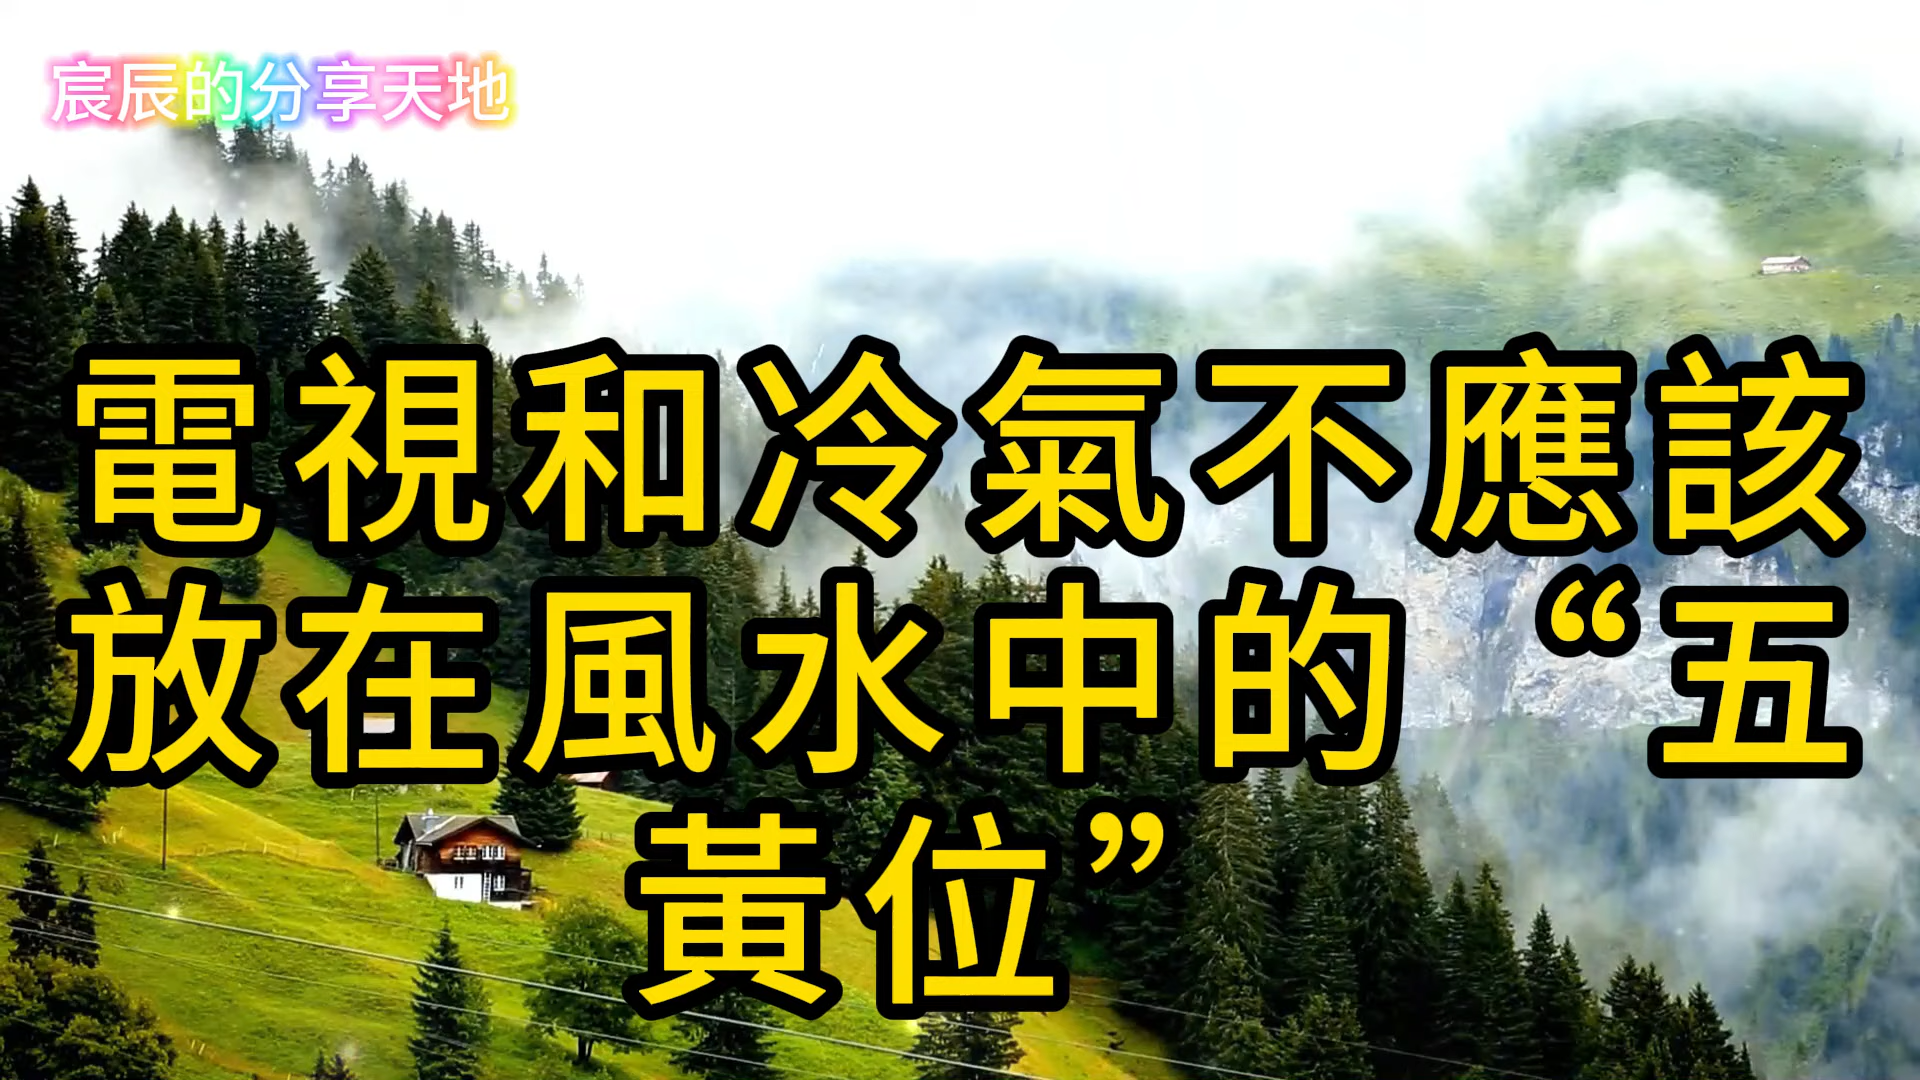 宸辰的分享天地
電視和冷氣不應該
放在風水中的“五
黃位”